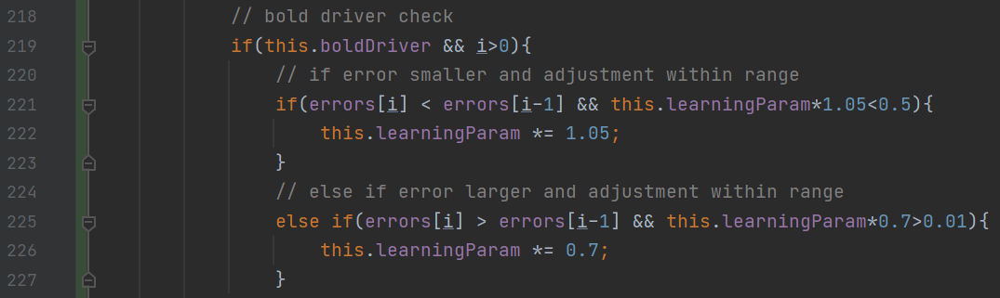 218 // bold driver check
219 if(this.boldDriver && i>0){
220 // if error smaller and adjustment within range
221 if(errors[i] < errors[i-1] && this.learningParam*1.05<0.5){
222 this.learningParam *= 1.05;
223 }
224 // else if error larger and adjustment within range
225 else if(errors[i] > errors[i-1] && this.learningParam*0.7>0.01){
226 this.learningParam *= 0.7;
227 }